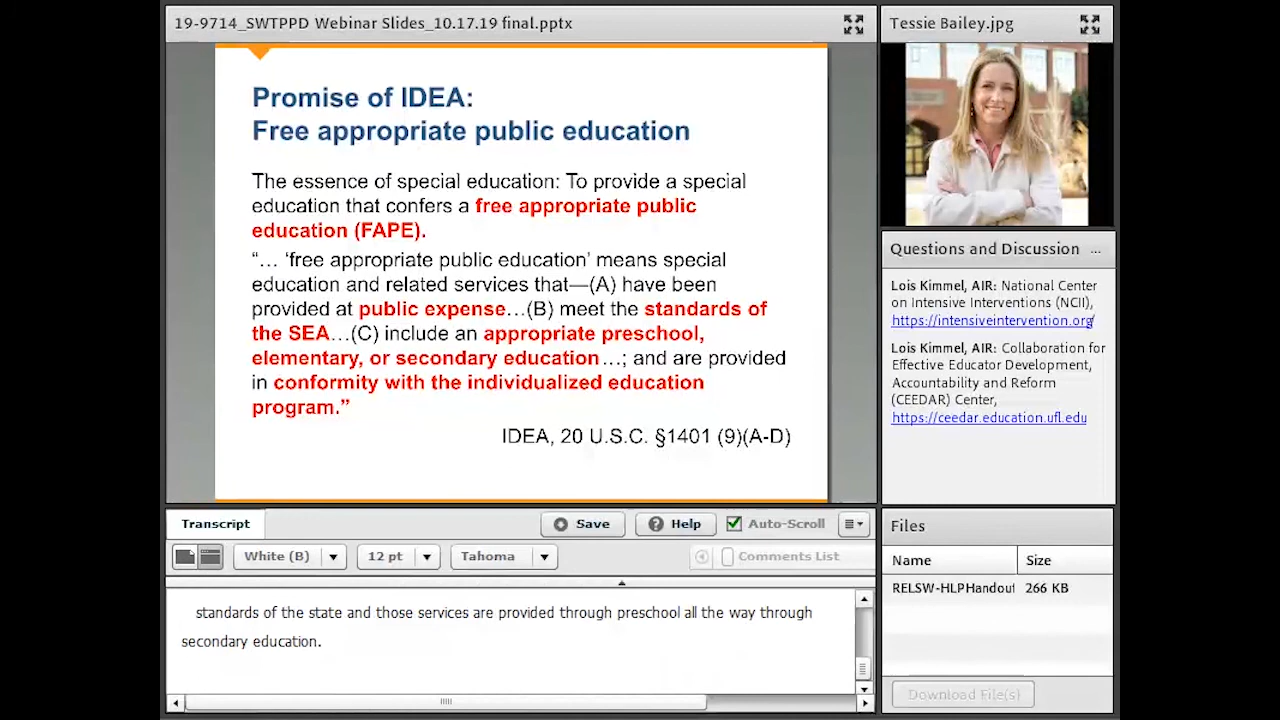 19-9714_SWTPPD Webinar Slides_10.17.19 final.pptx
Promise of IDEA:
Free appropriate public education
The essence of special education: To provide a special
education that confers a free appropriate public
education (FAPE).
“… ‘free appropriate public education’ means special
education and related services that—(A) have been
provided at public expense…(B) meet the standards of
the SEA…(C) include an appropriate preschool,
elementary, or secondary education…; and are provided
in conformity with the individualized education
program.”
IDEA, 20 U.S.C. §1401 (9)(A-D)
Tessie Bailey.jpg
Questions and Discussion ...
Lois Kimmel, AIR: National Center
on Intensive Interventions (NCII),
https://intensiveintervention.org/
Lois Kimmel, AIR: Collaboration for
Effective Educator Development,
Accountability and Reform
(CEEDAR) Center,
https://ceedar.education.ufl.edu
Transcript
Save
Help
Auto-Scroll
White (B)
12 pt
Tahoma
Comments List
standards of the state and those services are provided through preschool all the way through
secondary education.
Files
Name Size
RELSW-HLPHandout 266 KB
Download File(s)